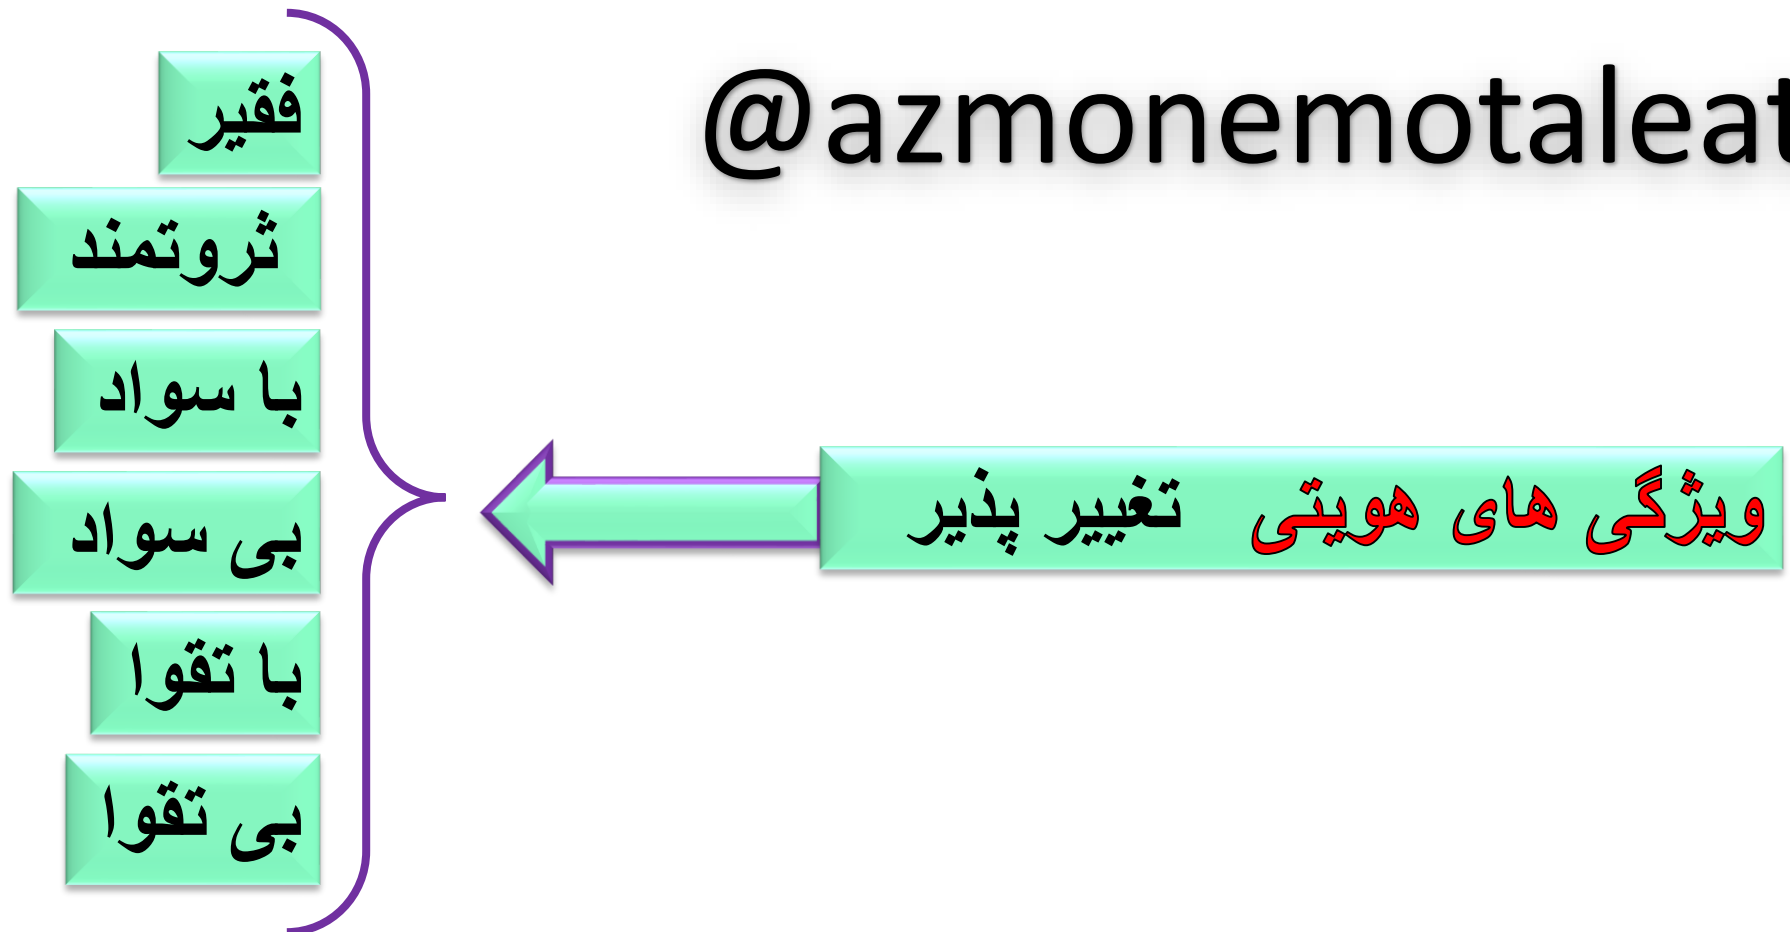 @azmonemotaleat
ویژگی های هویتی تغییر پذیر
فقیر
ثروتمند
با سواد
بی سواد
با تقوا
بی تقوا